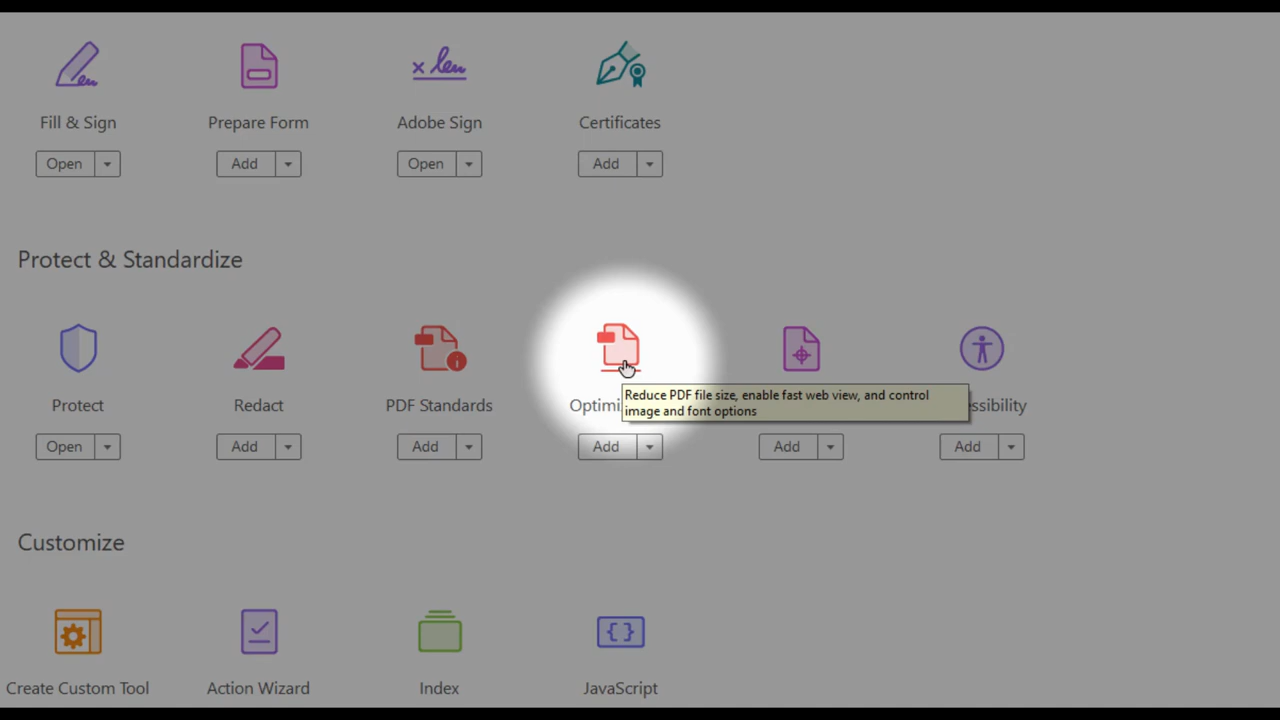 Fill & Sign
Prepare Form
Adobe Sign
Certificates
Open
Add
Open
Add
Protect & Standardize
Reduce PDF file size, enable fast web view, and control
image and font options
Protect
Redact
PDF Standards
Open
Add
Add
Add
Add
Add
Customize
Create Custom Tool
Action Wizard
Index
JavaScript